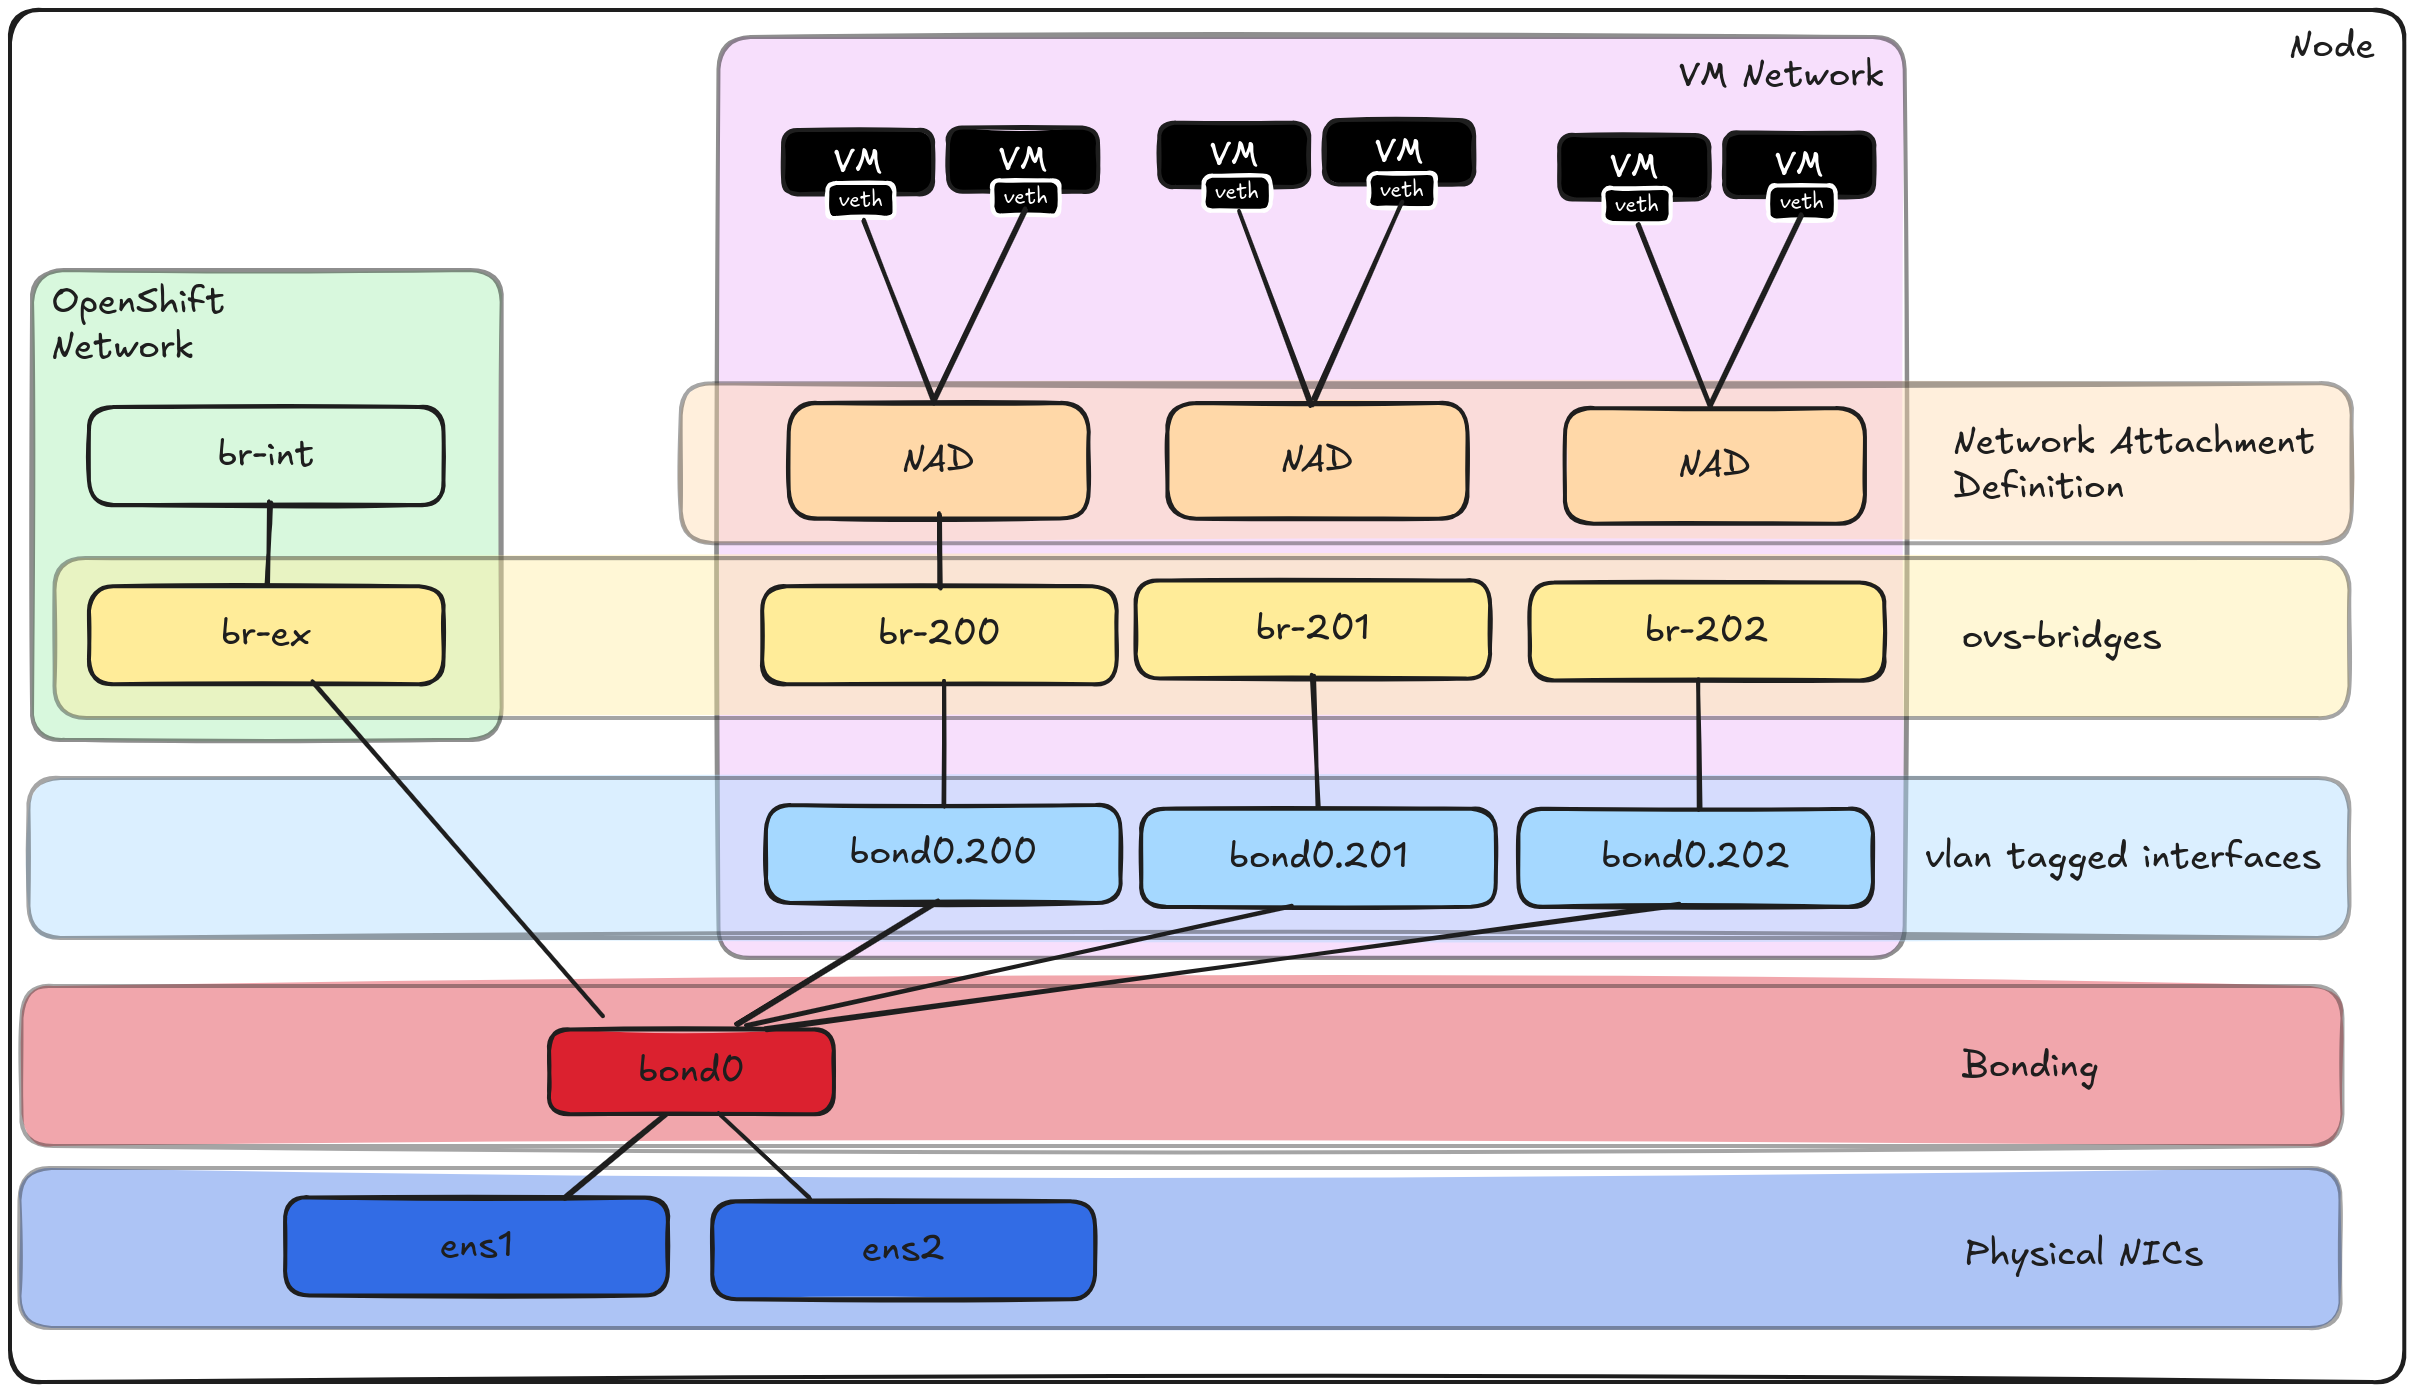 Node
VM Network
VM
VM
VM
VM
VM
VM
veth
veth
veth
veth
veth
veth
OpenShift
Network
br-int
NAD
NAD
NAD
Network Attachment
Definition
br-ex
br-200
br-201
br-202
ovs-bridges
bond0.200
bond0.201
bond0.202
vlan tagged interfaces
bond0
Bonding
ens1
ens2
Physical NICs